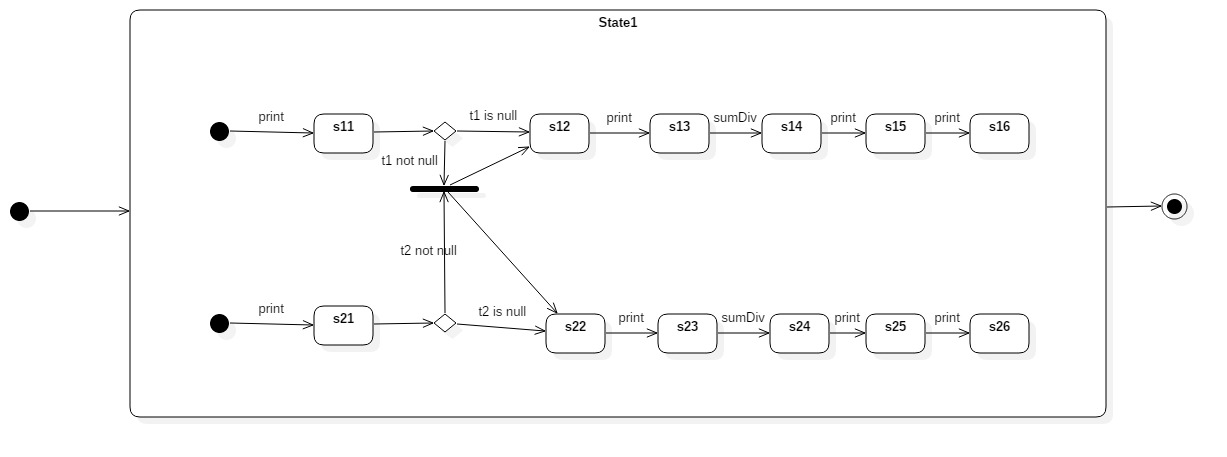 State1
print
s11
t1 is null
s12
print
s13
sumDiv
s14
print
s15
print
s16
t1 not null
t2 not null
print
s21
t2 is null
s22
print
s23
sumDiv
s24
print
s25
print
s26